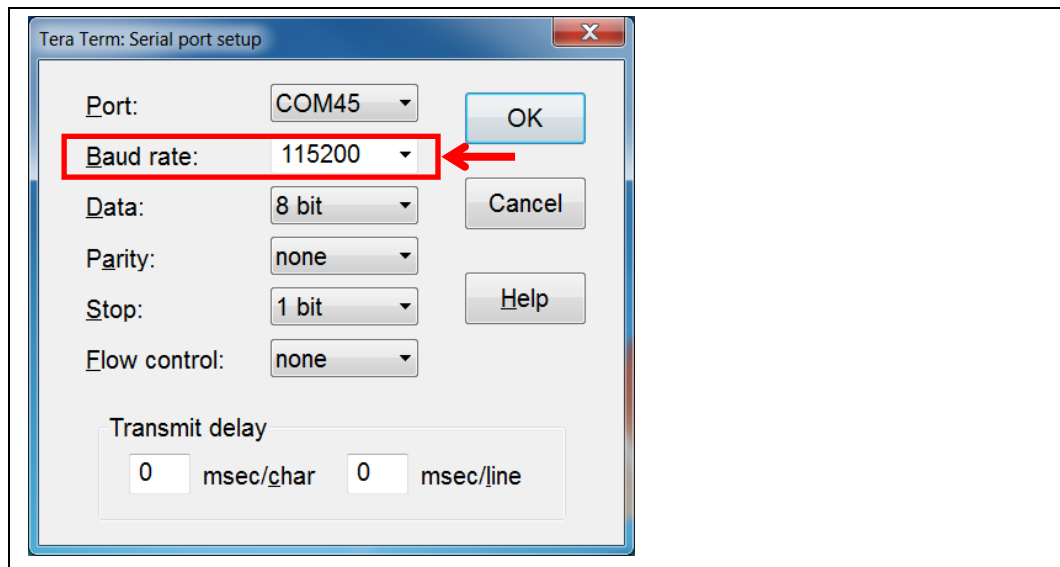 Tera Term: Serial port setup
Port: COM45 OK
Baud rate: 115200
Data: 8 bit Cancel
Parity: none
Stop: 1 bit Help
Flow control: none
Transmit delay
0 msec/char 0 msec/line